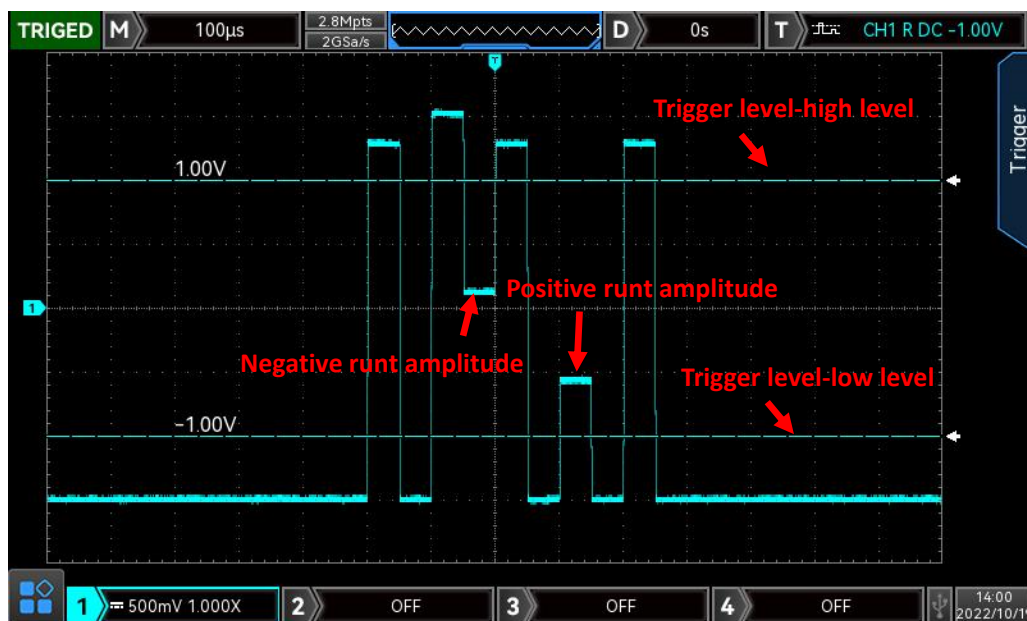 TRIGED M 100μs 2.8Mpts D 0s T CH1 R DC -1.00V
2GSa/s
T
Trigger
Trigger level-high level
1.00V
1
Positive runt amplitude
Negative runt amplitude
Trigger level-low level
-1.00V
1 500mV 1.000X 2 OFF 3 OFF 4 OFF 14:00
2022/10/19